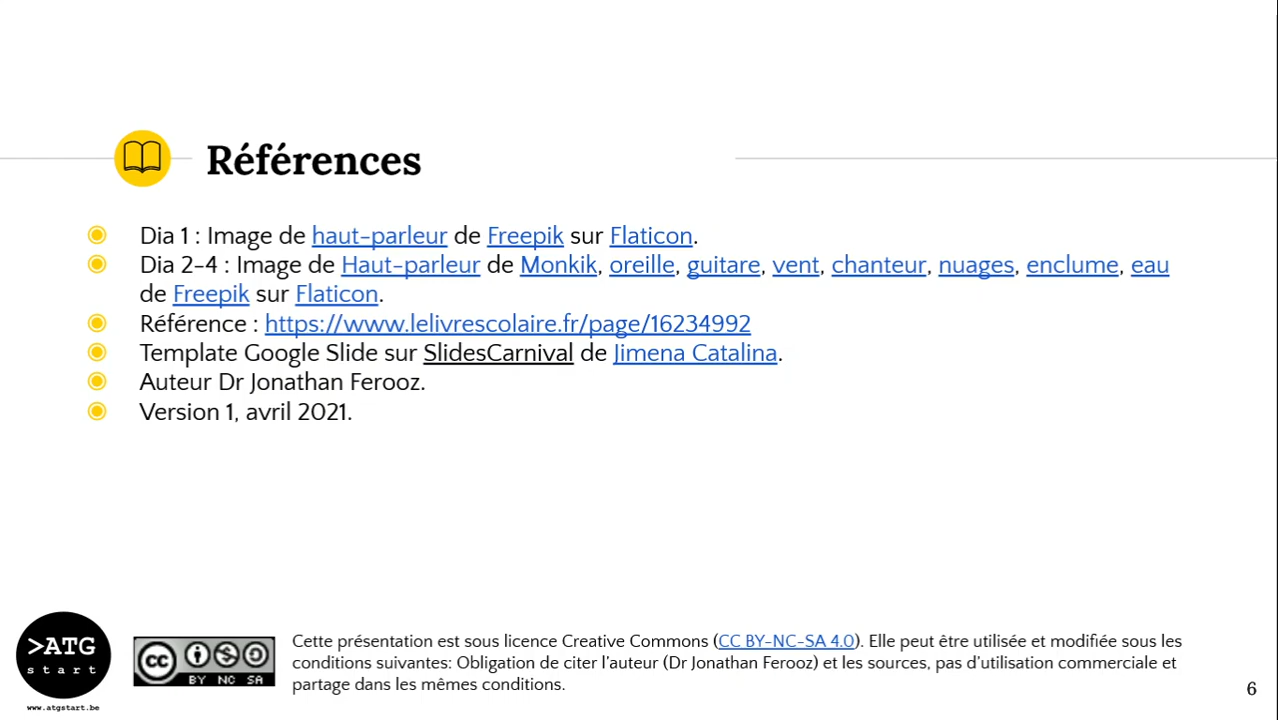 Références
Dia 1 : Image de haut-parleur de Freepik sur Flaticon.
Dia 2-4 : Image de Haut-parleur de Monkik, oreille, guitare, vent, chanteur, nuages, enclume, eau
de Freepik sur Flaticon.
Référence : https://www.lelivrescolaire.fr/page/16234992
Template Google Slide sur SlidesCarnival de Jimena Catalina.
Auteur Dr Jonathan Ferooz.
Version 1, avril 2021.
>ATG
start
www.atgstart.be
cc
BY NC SA
Cette présentation est sous licence Creative Commons (CC BY-NC-SA 4.0). Elle peut être utilisée et modifiée sous les
conditions suivantes: Obligation de citer l'auteur (Dr Jonathan Ferooz) et les sources, pas d'utilisation commerciale et
partage dans les mêmes conditions.
6